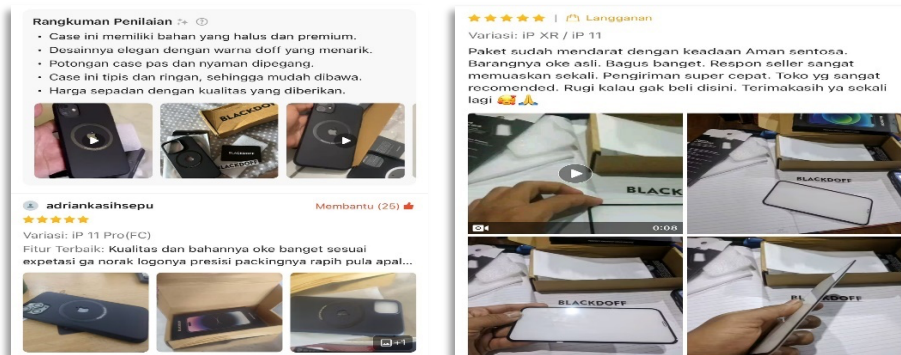 Rangkuman Penilaian
• Case ini memiliki bahan yang halus dan premium.
• Desainnya elegan dengan warna doff yang menarik.
• Potongan case pas dan nyaman dipegang.
• Case ini tipis dan ringan, sehingga mudah dibawa.
• Harga sepadan dengan kualitas yang diberikan.
BLACKDOFF
BLACKDOFF
adriankasihsepu
Membantu (25)
Variasi: iP 11 Pro(FC)
Fitur Terbaik: Kualitas dan bahannya oke banget sesuai
expetasi ga norak logonya presisi packingnya rapih pula apal...
+1
Langganan
Variasi: iP XR / iP 11
Paket sudah mendarat dengan keadaan Aman sentosa.
Barangnya oke asli. Bagus banget. Respon seller sangat
memuaskan sekali. Pengiriman super cepat. Toko yg sangat
recomended. Rugi kalau gak beli disini. Terimakasih ya sekali
lagi 🥰🙏
BLACK
0:08
BLACKDOFF
BLACKDOFF